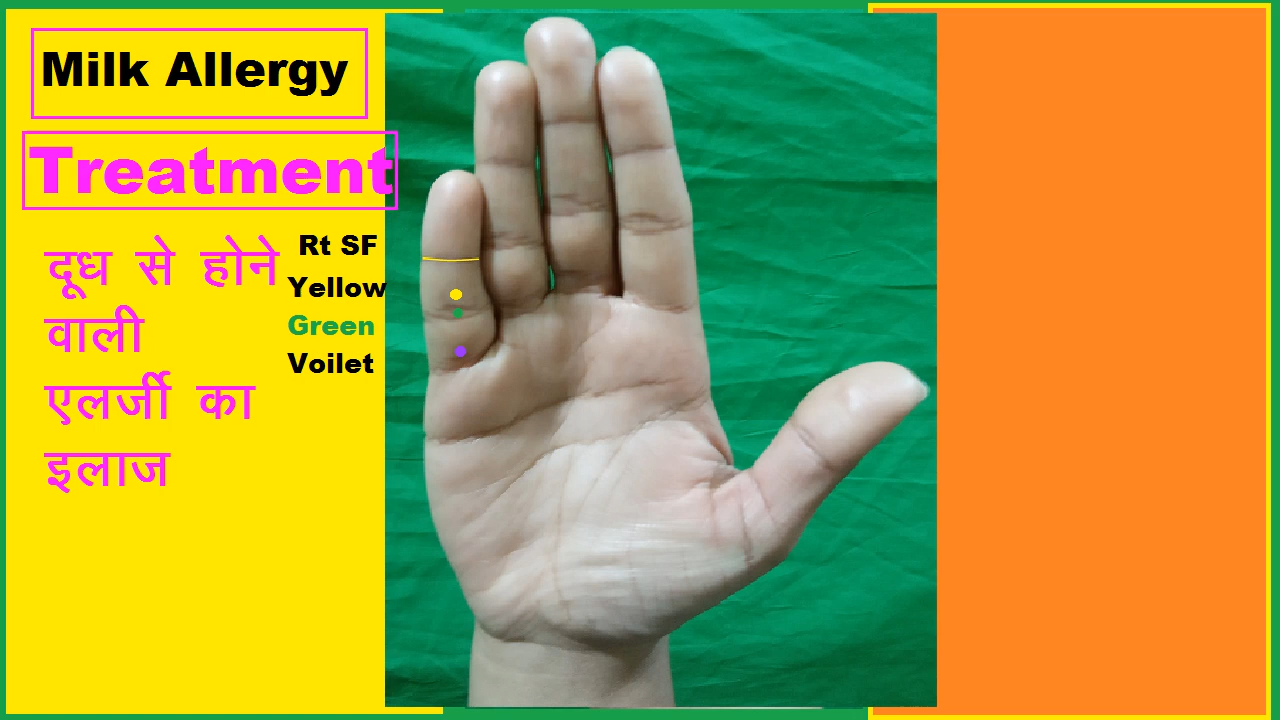 Milk Allergy
Treatment
दूध से होने
वाली
एलर्जी का
इलाज
Rt SF
Yellow
Green
Voilet